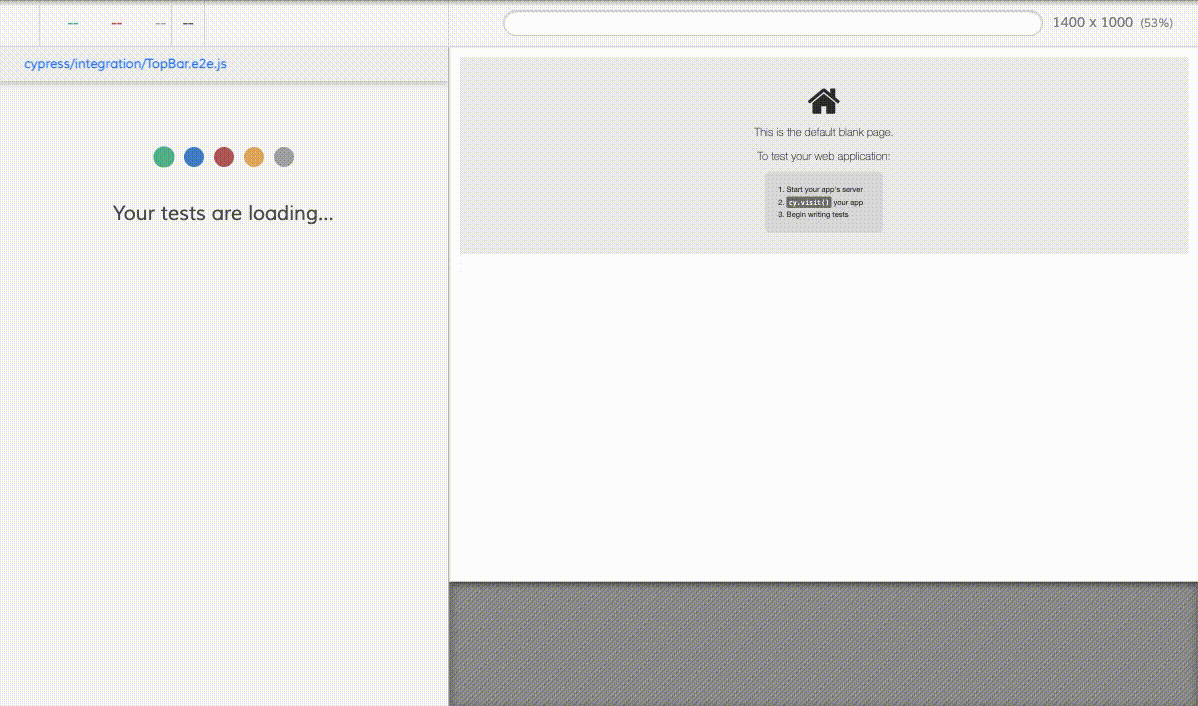 -- -- -- --
1400 x 1000 (53%)
cypress/integration/TopBar.e2e.js
Your tests are loading...
This is the default blank page.
To test your web application:
1. Start your app's server
2. cy.visit() your app
3. Begin writing tests